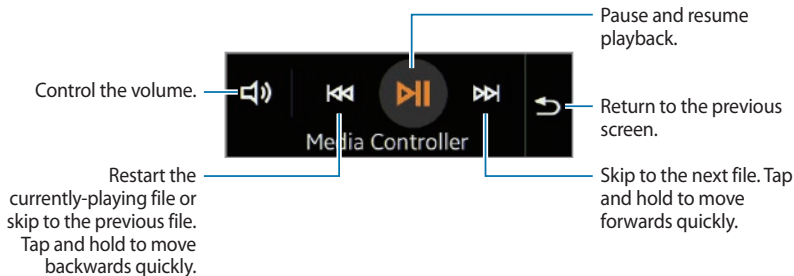 Pause and resume
playback.
Control the volume.
Media Controller
Return to the previous
screen.
Restart the
currently-playing file or
skip to the previous file.
Tap and hold to move
backwards quickly.
Skip to the next file. Tap
and hold to move
forwards quickly.